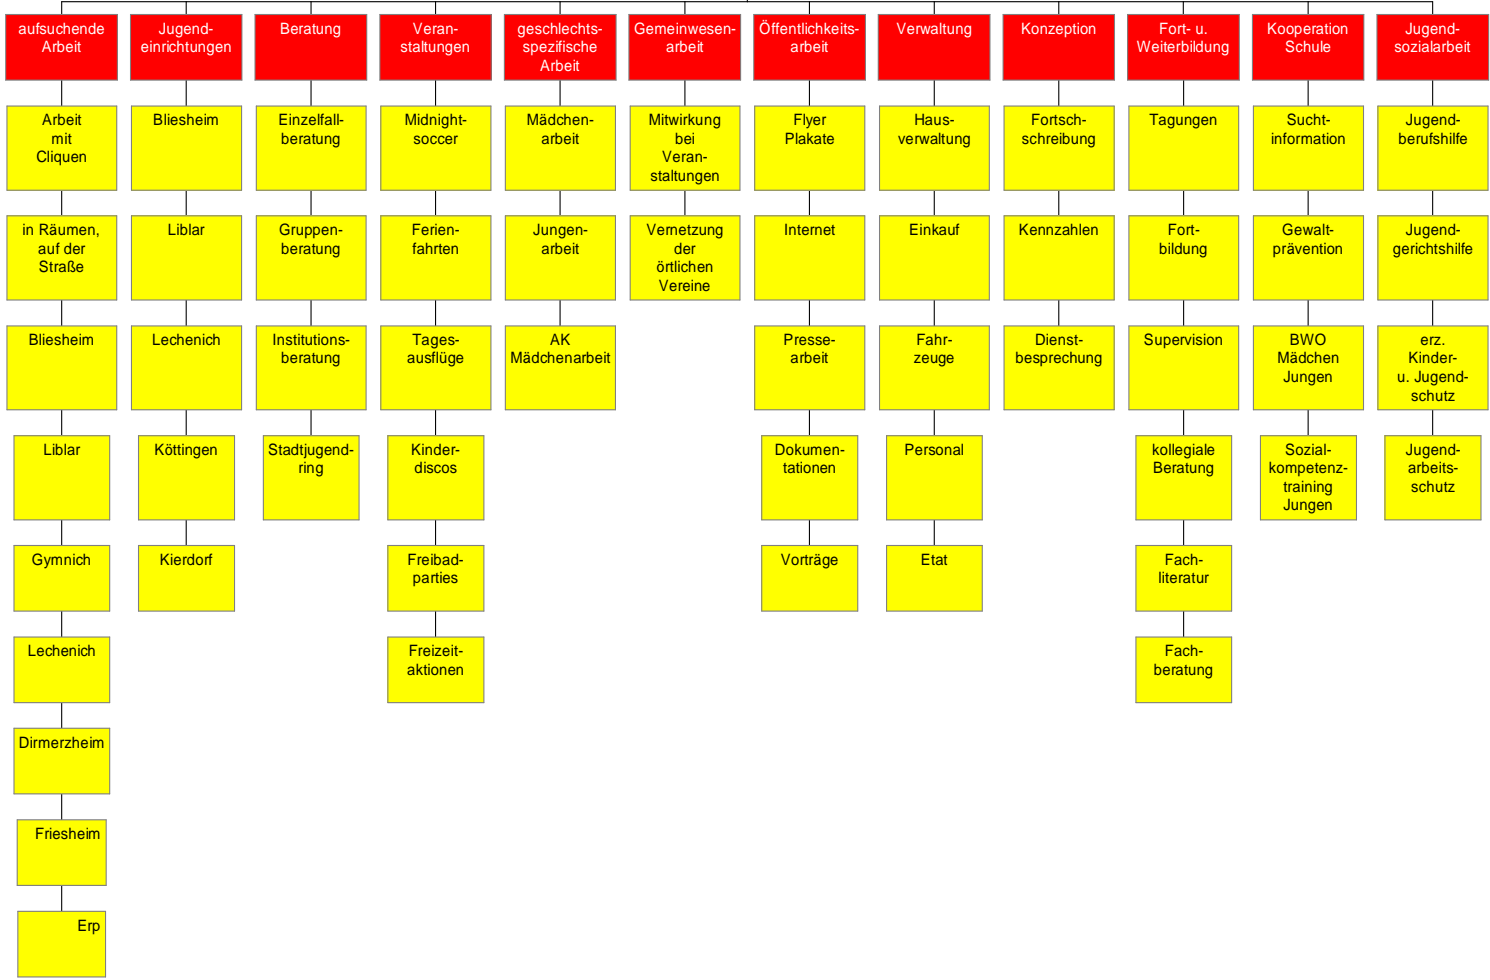 aufsuchende
Arbeit
Jugend-
einrichtungen
Beratung
Veran-
staltungen
geschlechts-
spezifische
Arbeit
Gemeinwesen-
arbeit
Öffentlichkeits-
arbeit
Verwaltung
Konzeption
Fort- u.
Weiterbildung
Kooperation
Schule
Jugend-
sozialarbeit
Arbeit
mit
Cliquen
Bliesheim
Einzelfall-
beratung
Midnight-
soccer
Mädchen-
arbeit
Mitwirkung
bei
Veran-
staltungen
Flyer
Plakate
Haus-
verwaltung
Fortsch-
schreibung
Tagungen
Sucht-
information
Jugend-
berufshilfe
in Räumen,
auf der
Straße
Liblar
Gruppen-
beratung
Ferien-
fahrten
Jungen-
arbeit
Vernetzung
der
örtlichen
Vereine
Internet
Einkauf
Kennzahlen
Fort-
bildung
Gewalt-
prävention
Jugend-
gerichtshilfe
Bliesheim
Lechenich
Institutions-
beratung
Tages-
ausflüge
AK
Mädchenarbeit
Presse-
arbeit
Fahr-
zeuge
Dienst-
besprechung
Supervision
BWO
Mädchen
Jungen
erz.
Kinder-
u. Jugend-
schutz
Liblar
Köttingen
Stadtjugend-
ring
Kinder-
discos
Dokumen-
tationen
Personal
kollegiale
Beratung
Sozial-
kompetenz-
training
Jungen
Jugend-
arbeits-
schutz
Gymnich
Kierdorf
Freibad-
parties
Vorträge
Etat
Fach-
literatur
Lechenich
Freizeit-
aktionen
Fach-
beratung
Dirmerzheim
Friesheim
Erp